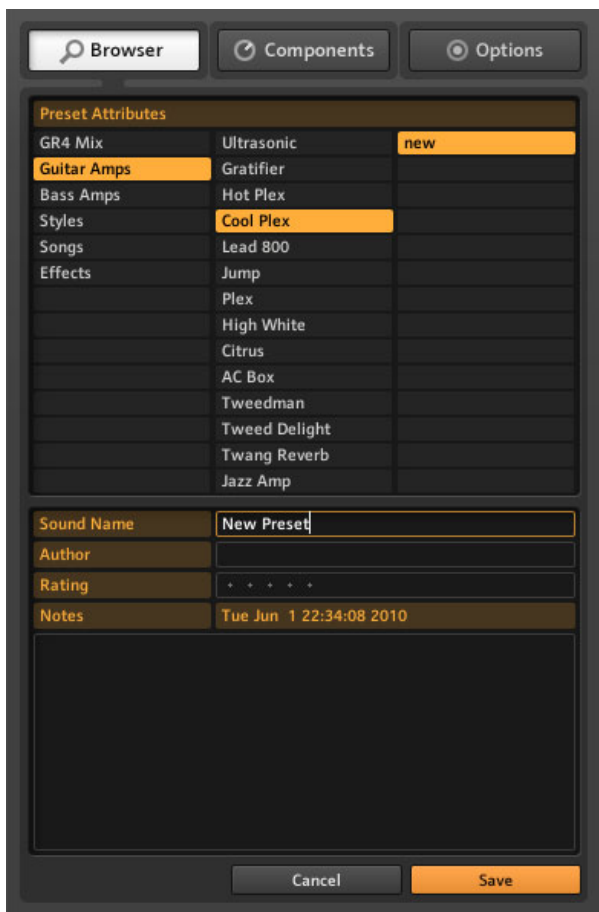 Browser Components Options
Preset Attributes
GR4 Mix Ultrasonic new
Guitar Amps Gratifier
Bass Amps Hot Plex
Styles Cool Plex
Songs Lead 800
Effects Jump
Plex
High White
Citrus
AC Box
Tweedman
Tweed Delight
Twang Reverb
Jazz Amp
Sound Name New Preset
Author
Rating
Notes Tue Jun 1 22:34:08 2010
Cancel Save